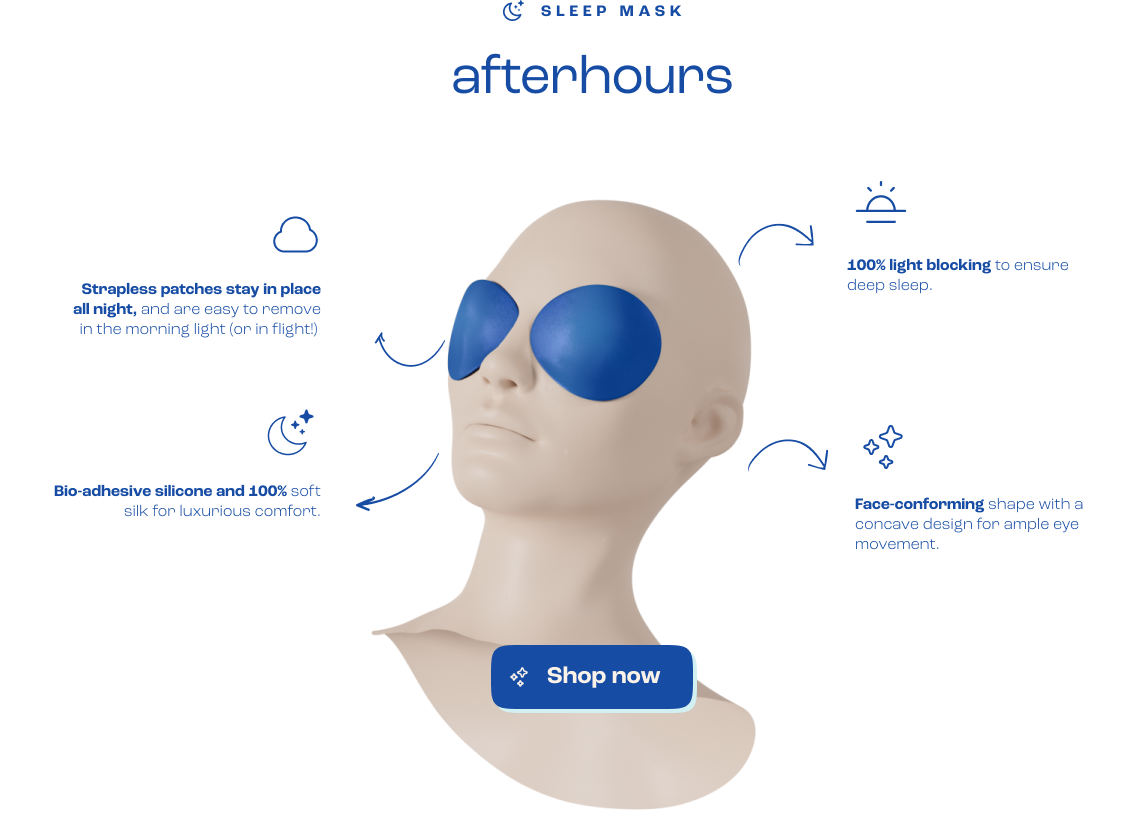 SLEEP MASK
afterhours
Strapless patches stay in place
all night, and are easy to remove
in the morning light (or in flight!)
100% light blocking to ensure
deep sleep.
Bio-adhesive silicone and 100% soft
silk for luxurious comfort.
Face-conforming shape with a
concave design for ample eye
movement.
Shop now